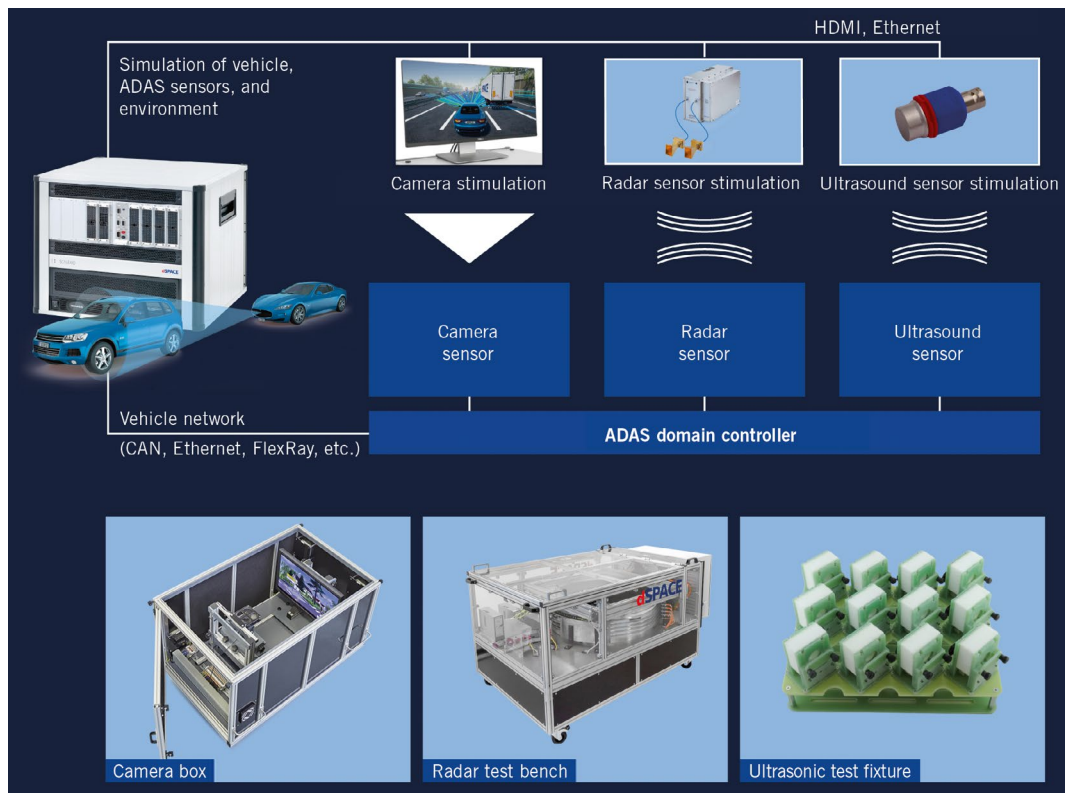 HDMI, Ethernet
Simulation of vehicle,
ADAS sensors, and
environment
Camera stimulation
Radar sensor stimulation
Ultrasound sensor stimulation
dSPACE
Camera
sensor
Radar
sensor
Ultrasound
sensor
Vehicle network
(CAN, Ethernet, FlexRay, etc.)
ADAS domain controller
dSPACE
Camera box
Radar test bench
Ultrasonic test fixture